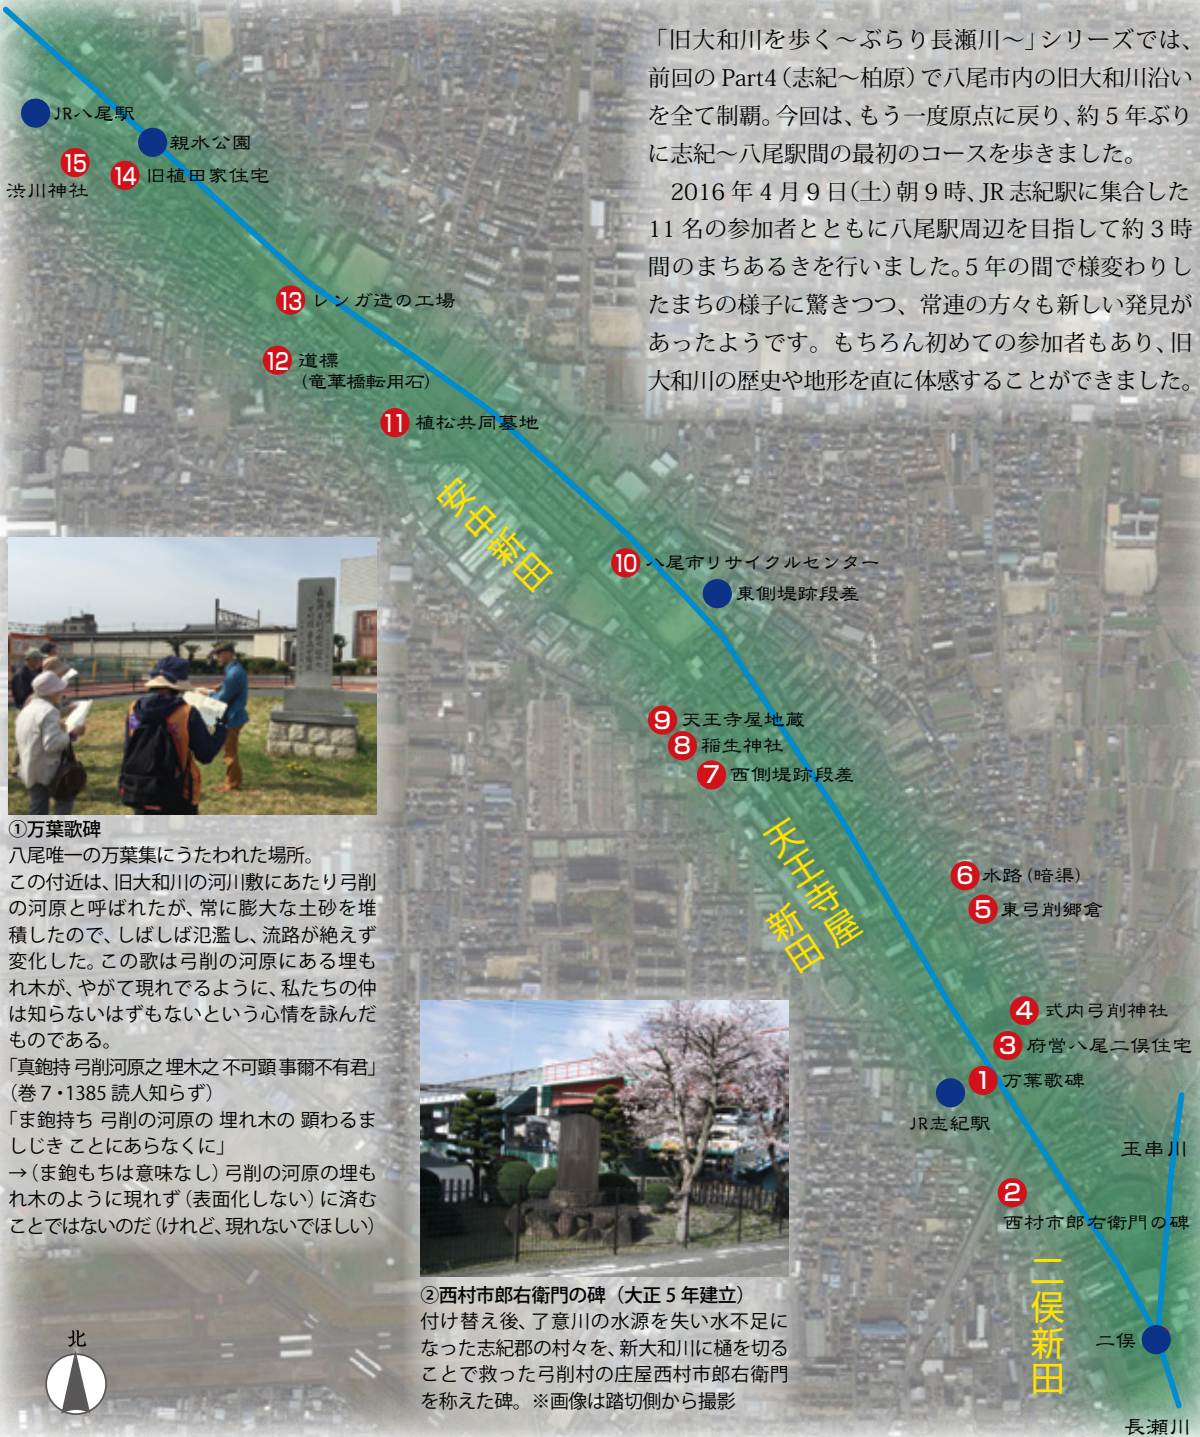 「旧大和川を歩く～ぶらり長瀬川～」シリーズでは、
前回の Part4（志紀～柏原）で八尾市内の旧大和川沿い
を全て制覇。今回は、もう一度原点に戻り、約 5 年ぶり
に志紀～八尾駅間の最初のコースを歩きました。
2016 年 4 月 9 日（土）朝 9 時、JR 志紀駅に集合した
11 名の参加者とともに八尾駅周辺を目指して約 3 時
間のまちあるきを行いました。5 年の間で様変わりし
たまちの様子に驚きつつ、常連の方々も新しい発見が
あったようです。もちろん初めての参加者もあり、旧
大和川の歴史や地形を直に体感することができました。
JR八尾駅
親水公園
⑮
渋川神社
⑭ 旧植田家住宅
⑬ レンガ造の工場
⑫ 道標
（竜華橋転用石）
⑪ 植松共同墓地
安中新田
⑩ 八尾市リサイクルセンター
東側堤跡段差
⑨ 天王寺屋地蔵
⑧ 稲生神社
⑦ 西側堤跡段差
天王寺屋
新田
⑥ 水路（暗渠）
⑤ 東弓削郷倉
④ 式内弓削神社
③ 府営八尾二俣住宅
① 万葉歌碑
JR志紀駅
玉串川
②
西村市郎右衛門の碑
二俣新田
二俣
長瀬川
①万葉歌碑
八尾唯一の万葉集にうたわれた場所。
この付近は、旧大和川の河川敷にあたり弓削
の河原と呼ばれたが、常に膨大な土砂を堆
積したので、しばしば氾濫し、流路が絶えず
変化した。この歌は弓削の河原にある埋も
れ木が、やがて現れでるように、私たちの仲
は知らないはずもないという心情を詠んだ
ものである。
「真鉋持 弓削河原之 埋木之 不可顕 事爾不有君」
（巻 7・1385 読人知らず）
「ま鉋持ち 弓削の河原の 埋れ木の 顕わるま
しじき ことにあらなくに」
→（ま鉋もちは意味なし）弓削の河原の埋も
れ木のように現れず（表面化しない）に済む
ことではないのだ（けれど、現れないでほしい）
②西村市郎右衛門の碑（大正 5 年建立）
付け替え後、了意川の水源を失い水不足に
なった志紀郡の村々を、新大和川に樋を切る
ことで救った弓削村の庄屋西村市郎右衛門
を称えた碑。※画像は踏切側から撮影
北